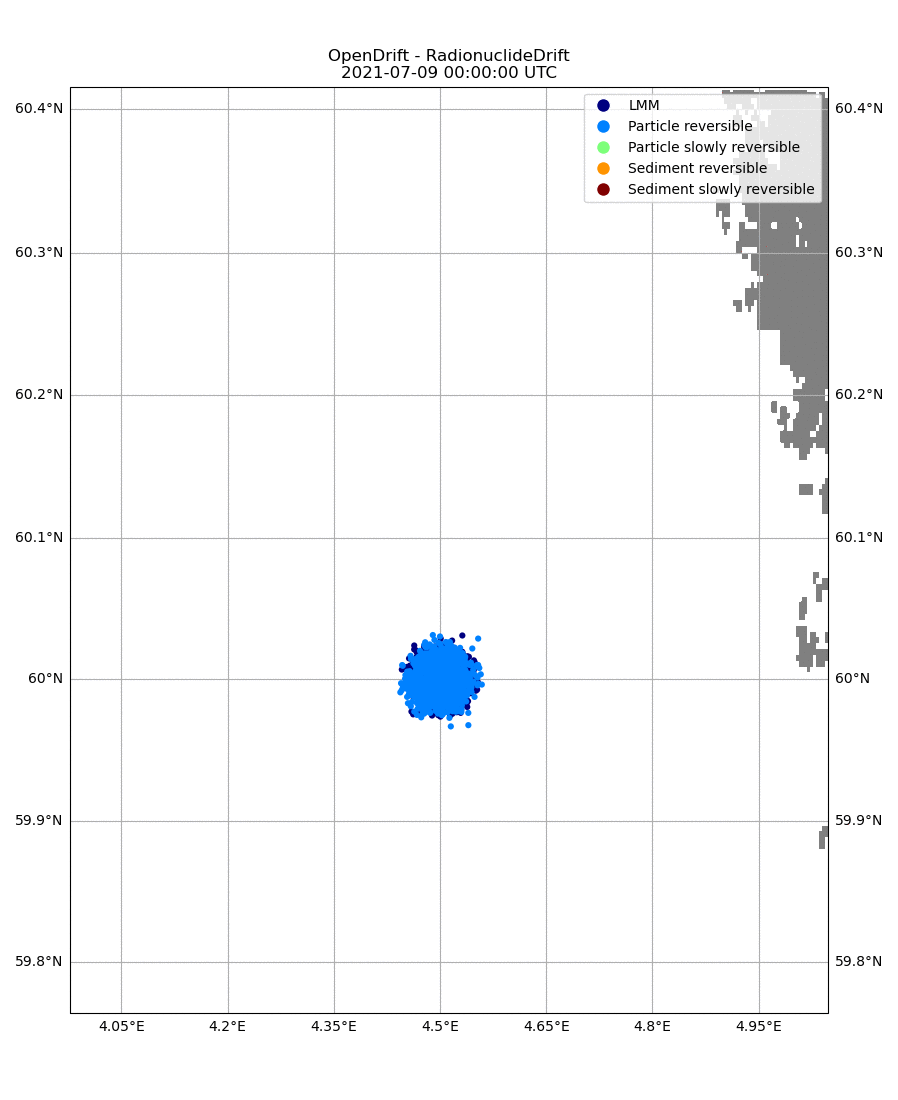 OpenDrift - RadionuclideDrift
2021-07-09 00:00:00 UTC
LMM
Particle reversible
Particle slowly reversible
Sediment reversible
Sediment slowly reversible
60.4°N 60.4°N
60.3°N 60.3°N
60.2°N 60.2°N
60.1°N 60.1°N
60°N 60°N
59.9°N 59.9°N
59.8°N 59.8°N
4.05°E 4.2°E 4.35°E 4.5°E 4.65°E 4.8°E 4.95°E